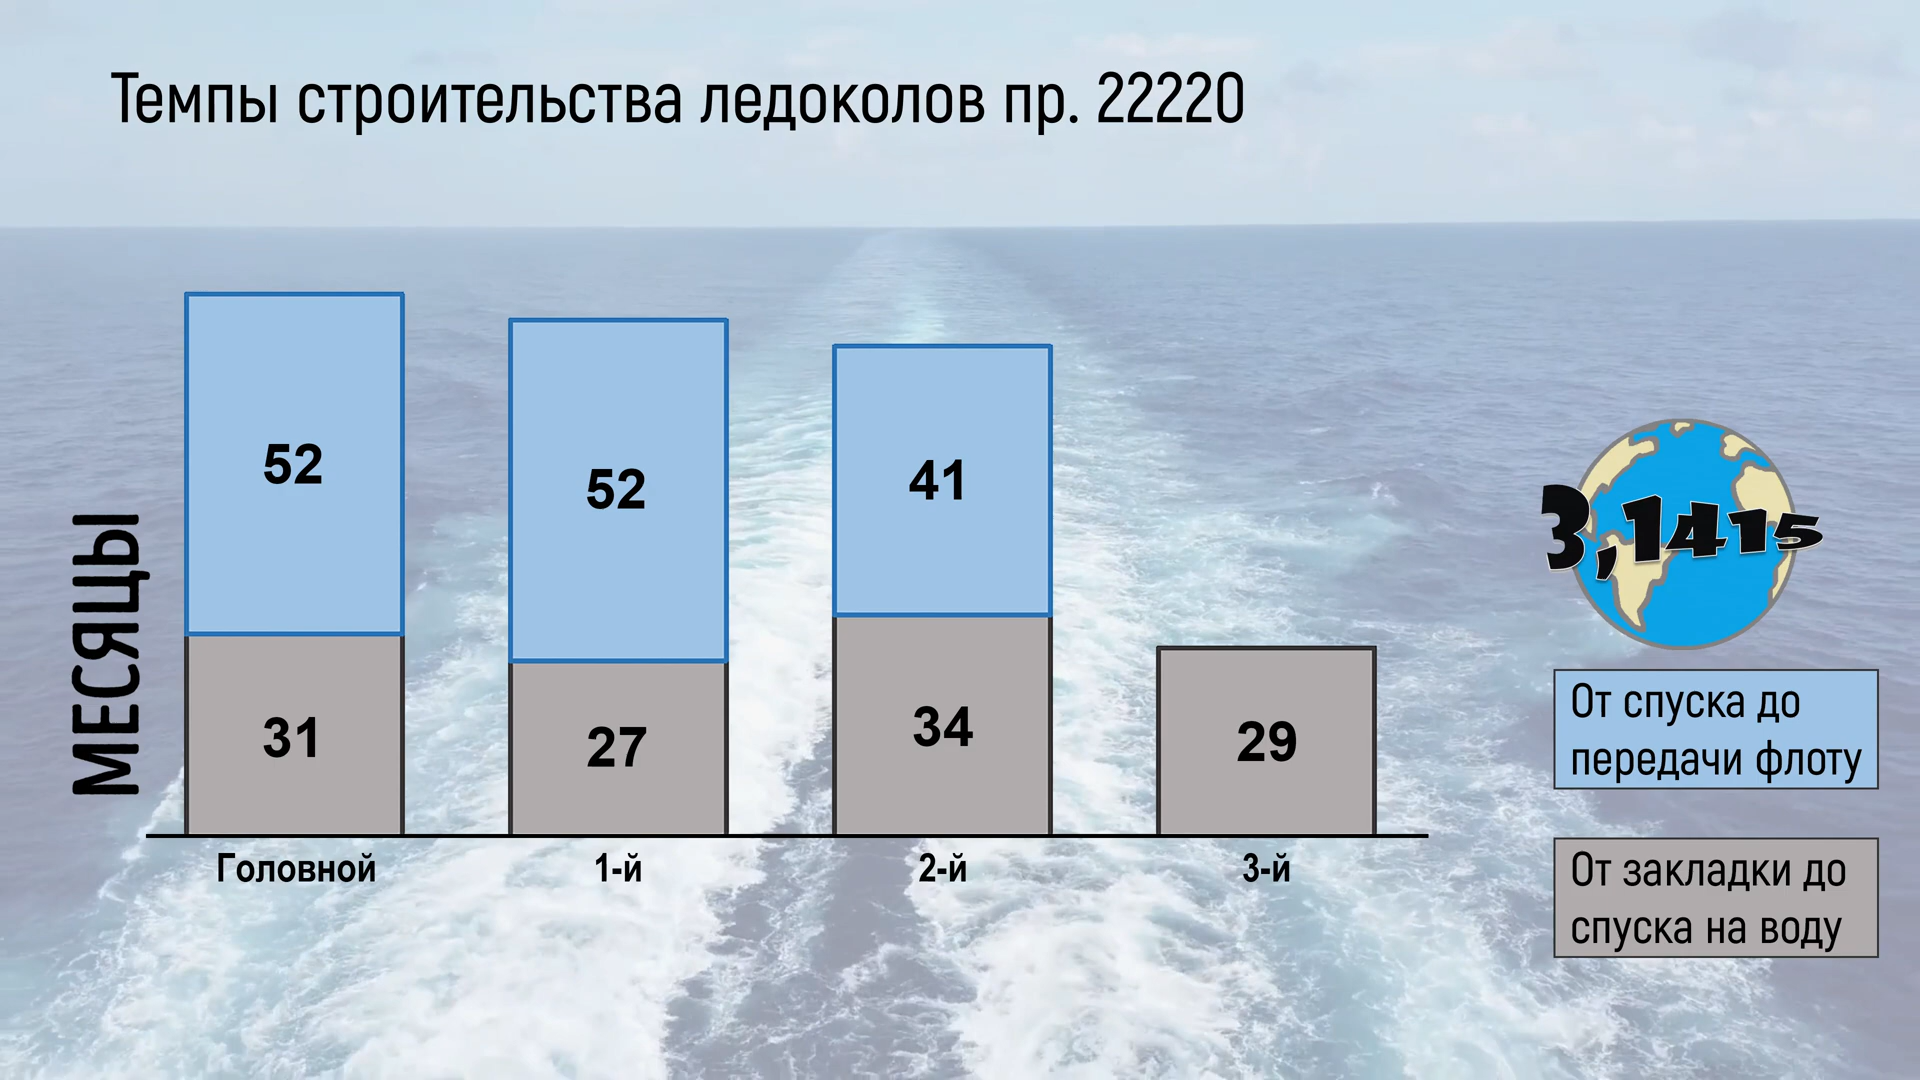 Темпы строительства ледоколов пр. 22220
МЕСЯЦЫ
52
52
41
31
27
34
29
Головной
1-й
2-й
3-й
3,1415
От спуска до
передачи флоту
От закладки до
спуска на воду